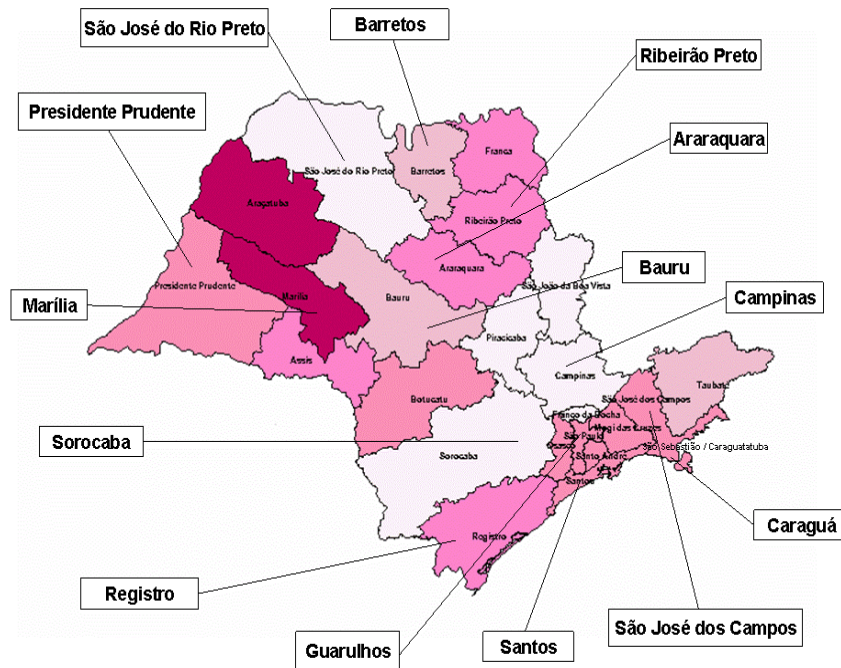 São José do Rio Preto
Barretos
Ribeirão Preto
Presidente Prudente
Araraquara
Franca
São José do Rio Preto
Barretos
Araçatuba
Ribeirão Preto
Bauru
Araraquara
Presidente Prudente
São João da Boa Vista
Marília
Marília
Bauru
Campinas
Piracicaba
Assis
Campinas
Taubaté
Botucatu
São José dos Campos
Franco da Rocha
Mogi das Cruzes
São Paulo
Osasco
São Sebastião / Caraguatatuba
Sorocaba
Sorocaba
Santo André
Santos
Caraguá
Registro
Registro
São José dos Campos
Guarulhos
Santos